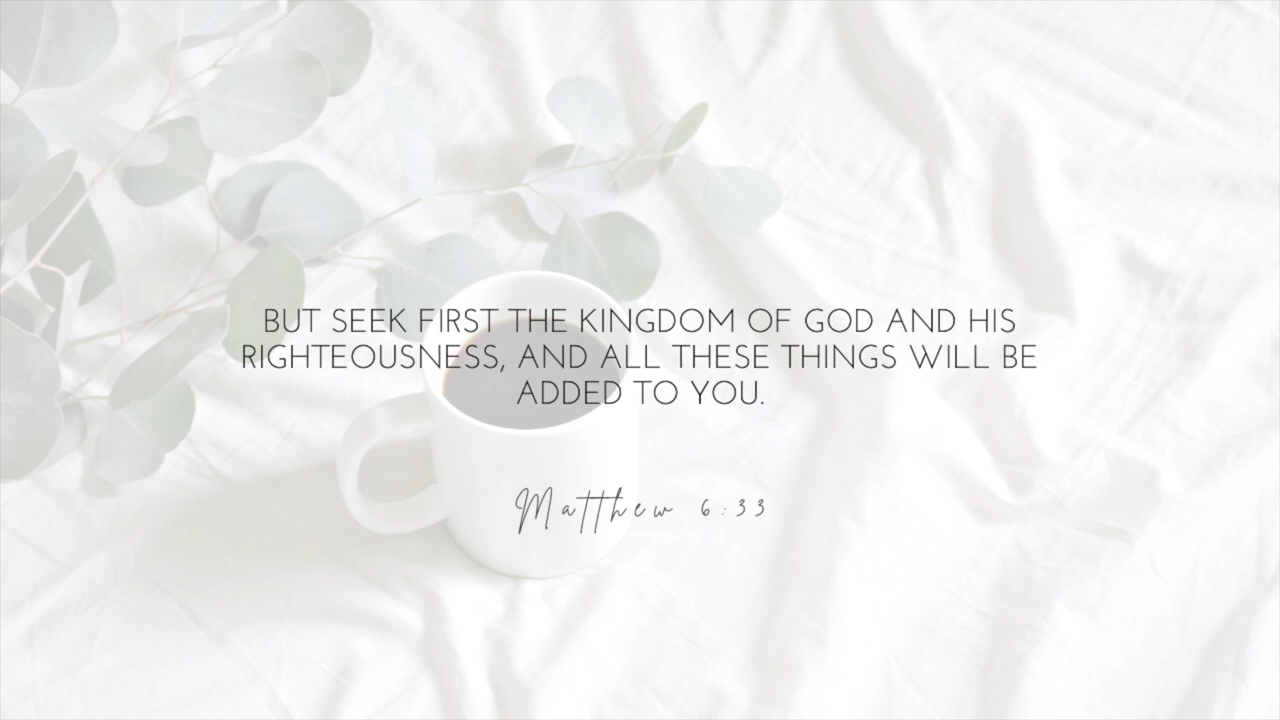 BUT SEEK FIRST THE KINGDOM OF GOD AND HIS
RIGHTEOUSNESS, AND ALL THESE THINGS WILL BE
ADDED TO YOU.
Matthew 6:33